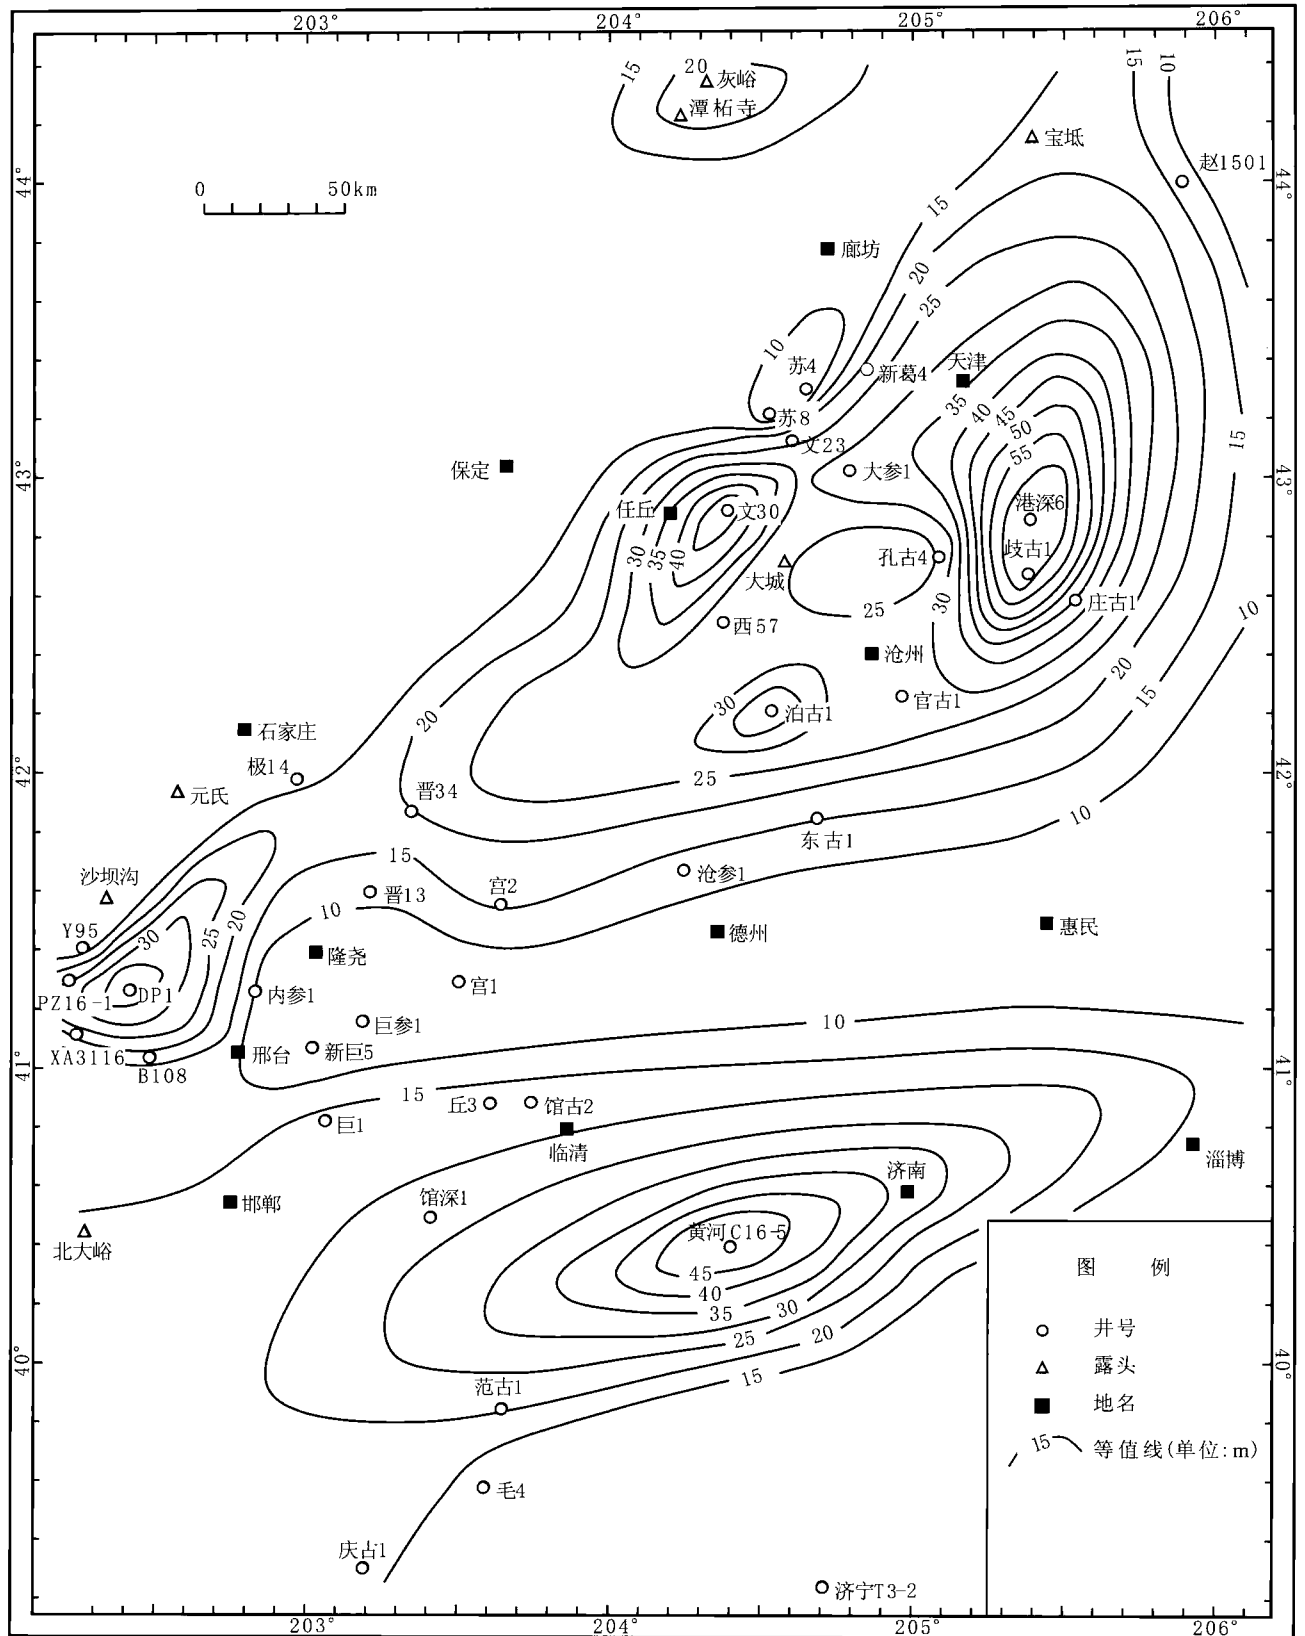 203° 204° 205° 206°
15 20 灰峪
潭柘寺
15 10
宝坻
赵1501
44° 44°
0 50km
15
廊坊
20
25
10
苏4
新葛4
天津
苏8
35 40 45 50 55
文23
15
保定
大参1
43° 43°
任丘
文30
港深6
30 35 40
大城
孔古4
歧古1
25
30
庄古1
10
西57
沧州
20
15
30
泊古1
官古1
20
石家庄
极14
42° 42°
25
元氏
晋34
10
东古1
15
沙坝沟
晋13
宫2
沧参1
10
Y95
30 25 20
隆尧
德州
惠民
PZ16-1
DP1
内参1
宫1
巨参1
10
XA3116
B108
邢台
新巨5
41° 41°
15
丘3
馆古2
巨1
临清
淄博
邯郸
馆深1
济南
北大峪
黄河C16-5
45
40
35 30
25 20
15
40° 40°
范古1
毛4
庆古1
济宁T3-2
图 例
井号
露头
地名
15 等值线(单位:m)
203° 204° 205° 206°